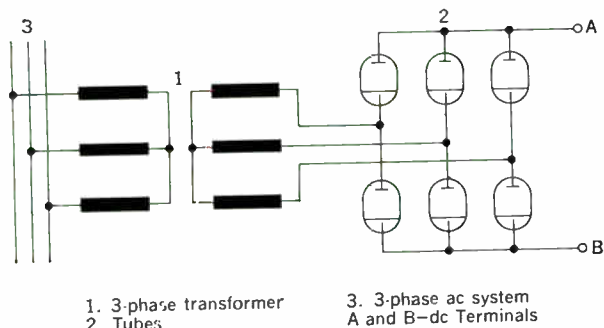 3
2
A
1
B
1. 3-phase transformer
2. Tubes
3. 3-phase ac system
A and B-dc Terminals